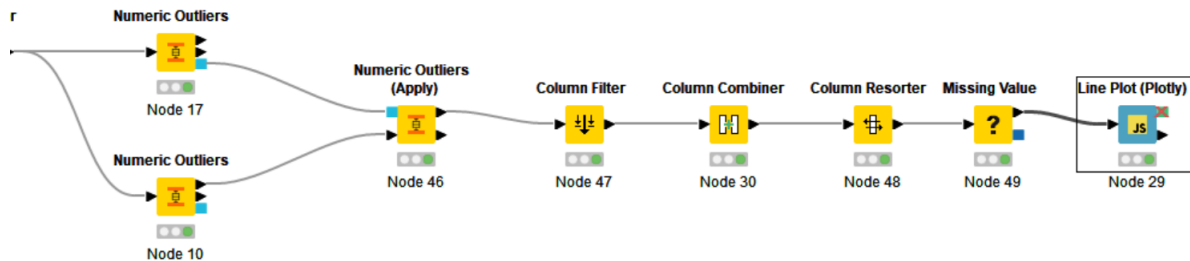 r
Numeric Outliers
Node 17
Numeric Outliers
Node 10
Numeric Outliers
(Apply)
Node 46
Column Filter
Node 47
Column Combiner
Node 30
Column Resorter
Node 48
Missing Value
?
Node 49
Line Plot (Plotly)
JS
Node 29